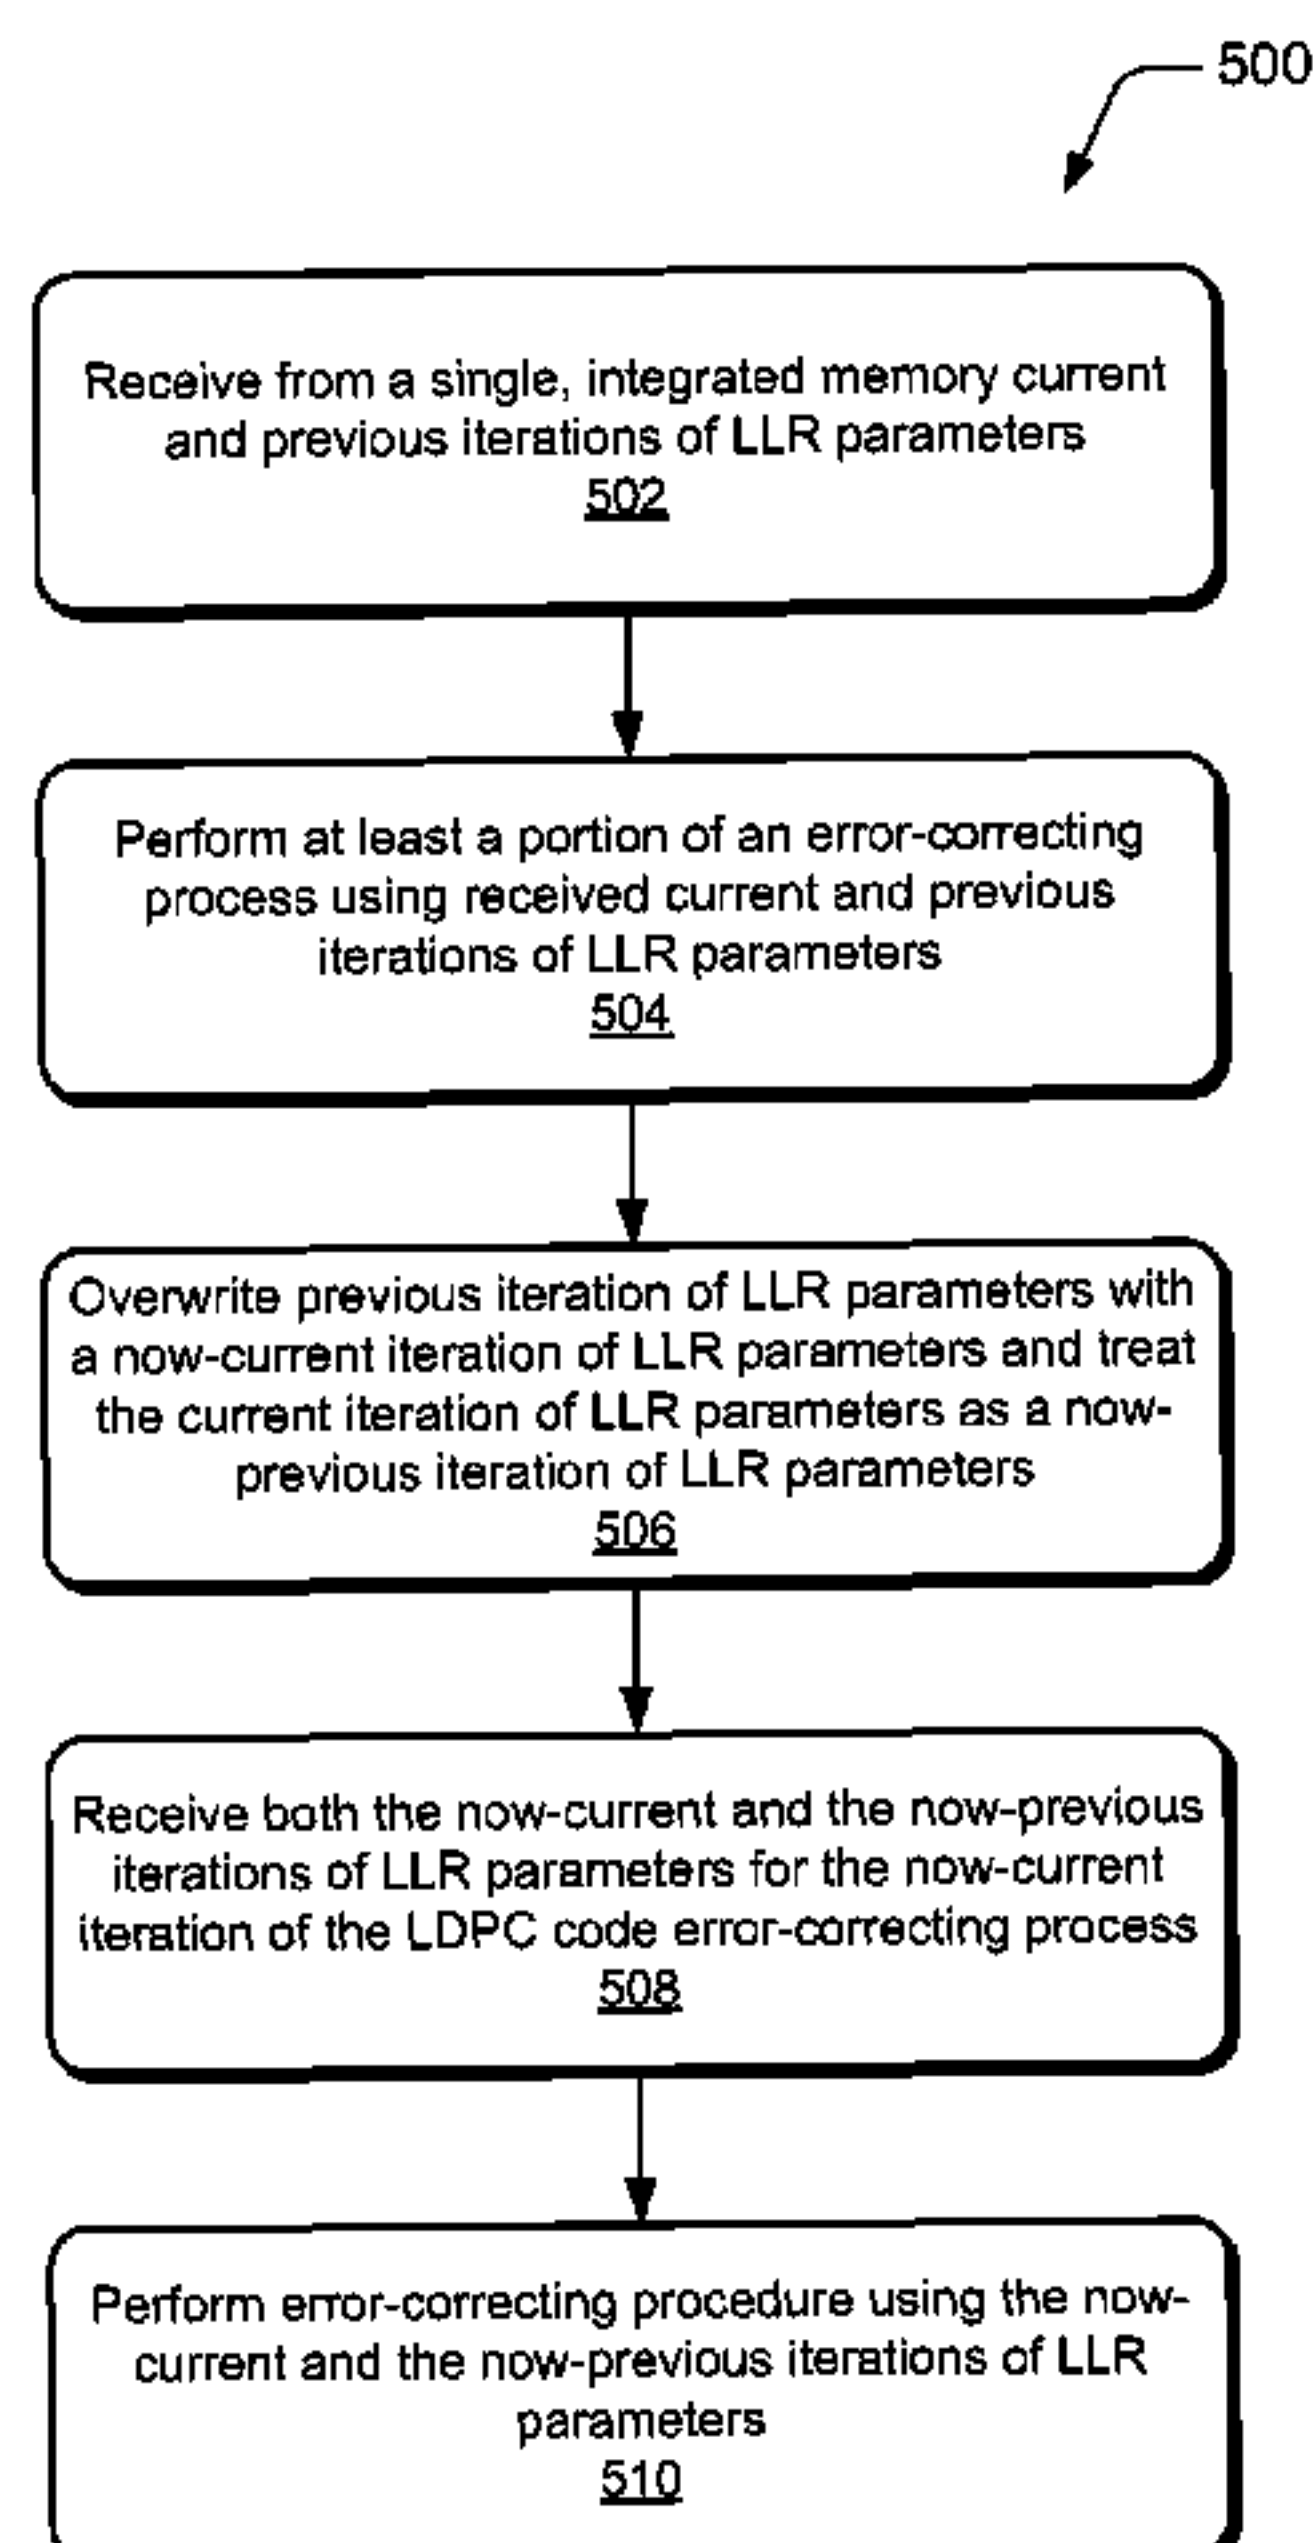 500
Receive from a single, integrated memory current
and previous iterations of LLR parameters
502
Perform at least a portion of an error-correcting
process using received current and previous
iterations of LLR parameters
504
Overwrite previous iteration of LLR parameters with
a now-current iteration of LLR parameters and treat
the current iteration of LLR parameters as a now-
previous iteration of LLR parameters
506
Receive both the now-current and the now-previous
iterations of LLR parameters for the now-current
iteration of the LDPC code error-correcting process
508
Perform error-correcting procedure using the now-
current and the now-previous iterations of LLR
parameters
510